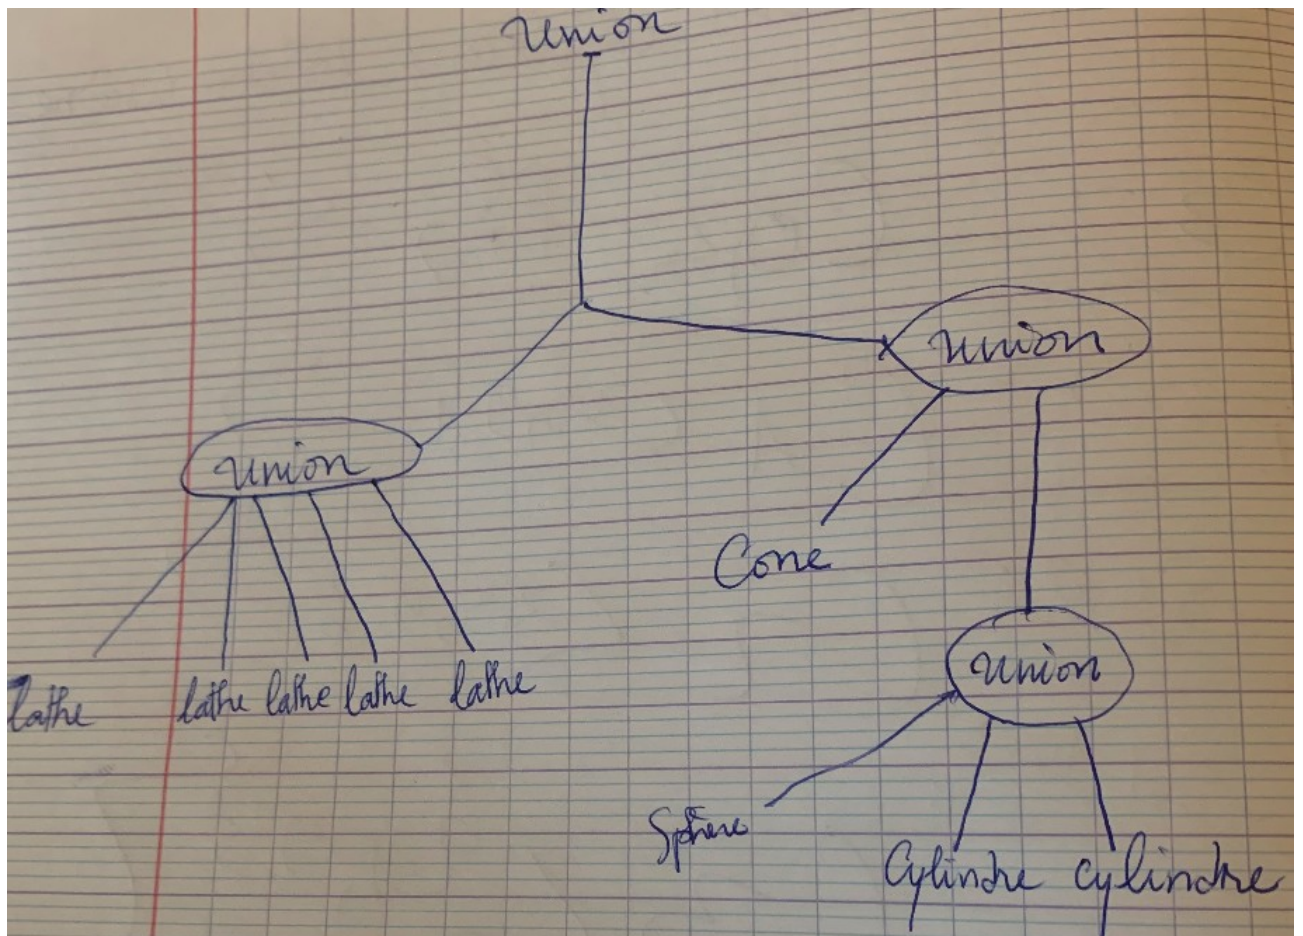 Union
Union
Union
Cone
Union
lathe lathe lathe lathe lathe
Sphere
Cylindre cylindre